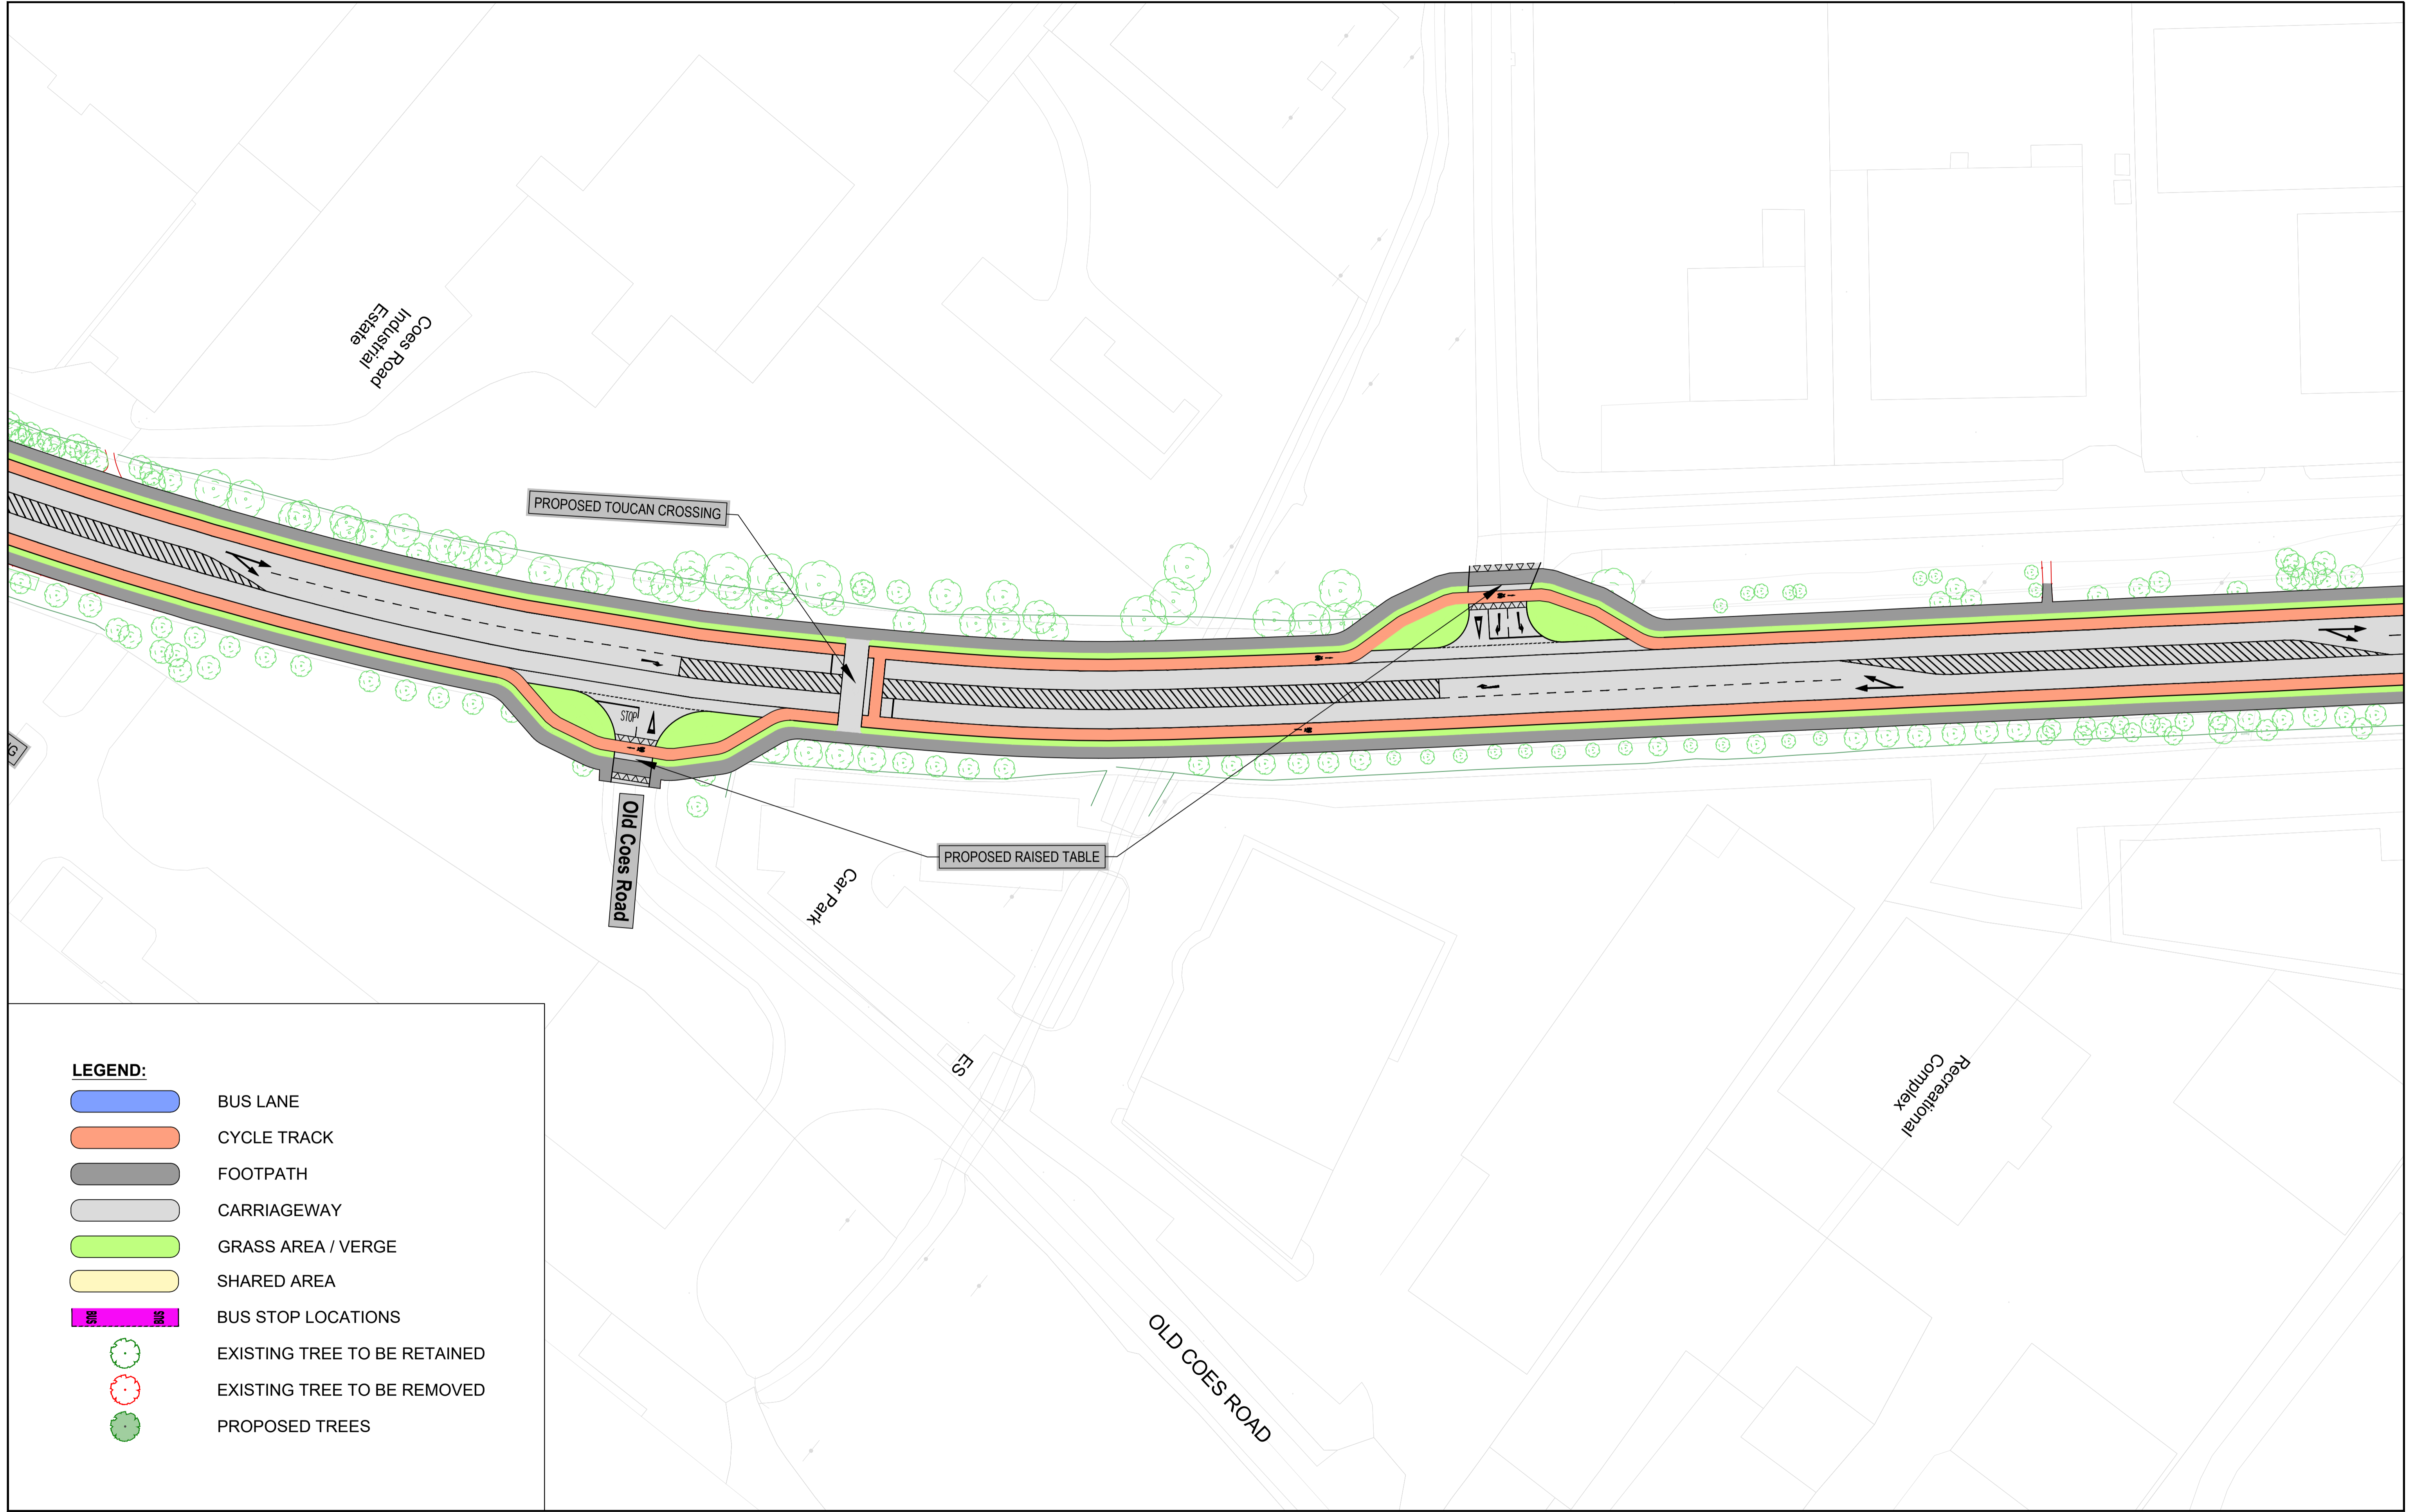 Coes Road
Industrial
Estate
PROPOSED TOUCAN CROSSING
STOP
Old Coes Road
PROPOSED RAISED TABLE
Car Park
ES
Recreational
Complex
OLD COES ROAD
LEGEND:
BUS LANE
CYCLE TRACK
FOOTPATH
CARRIAGEWAY
GRASS AREA / VERGE
SHARED AREA
BUS BUS
BUS STOP LOCATIONS
EXISTING TREE TO BE RETAINED
EXISTING TREE TO BE REMOVED
PROPOSED TREES